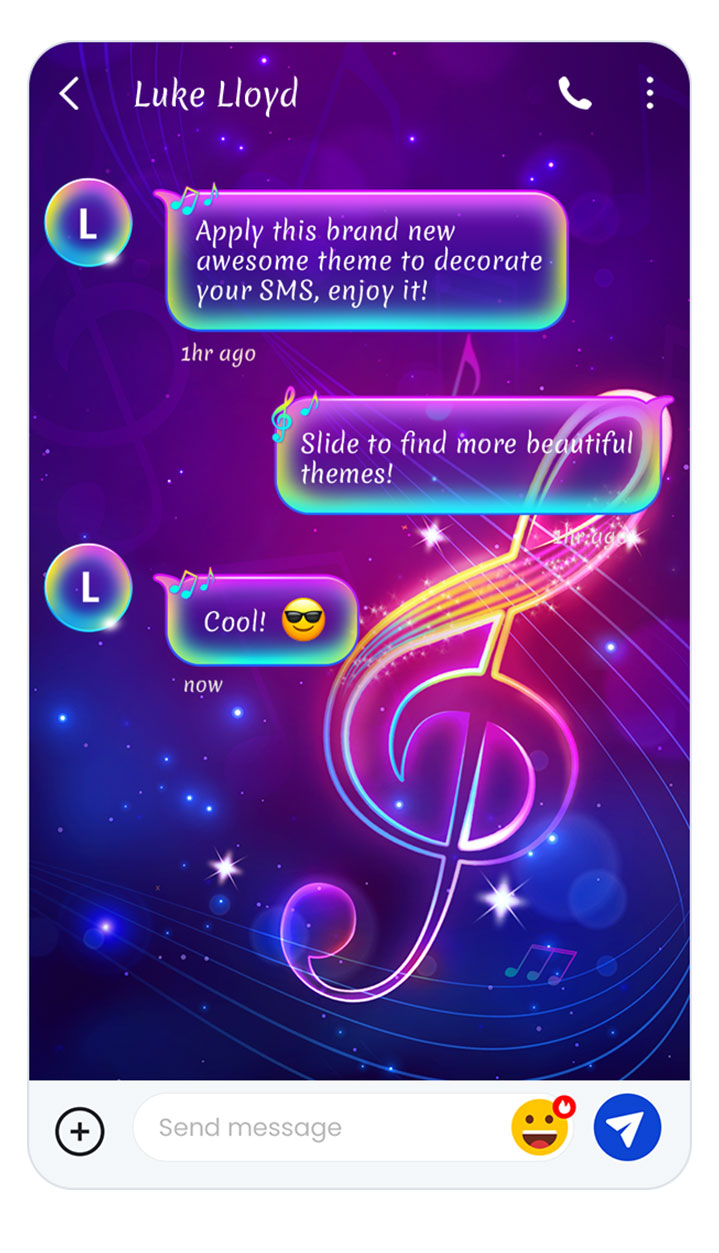 Luke Lloyd
L
Apply this brand new
awesome theme to decorate
your SMS, enjoy it!
1hr ago
Slide to find more beautiful
themes!
1hr ago
L
Cool! 😎
now
Send message